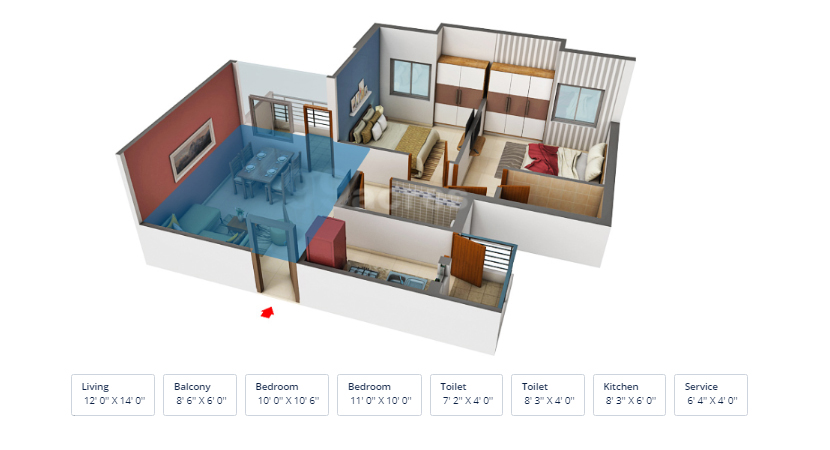 Living
12' 0" X 14' 0"
Balcony
8' 6" X 6' 0"
Bedroom
10' 0" X 10' 6"
Bedroom
11' 0" X 10' 0"
Toilet
7' 2" X 4' 0"
Toilet
8' 3" X 4' 0"
Kitchen
8' 3" X 6' 0"
Service
6' 4" X 4' 0"